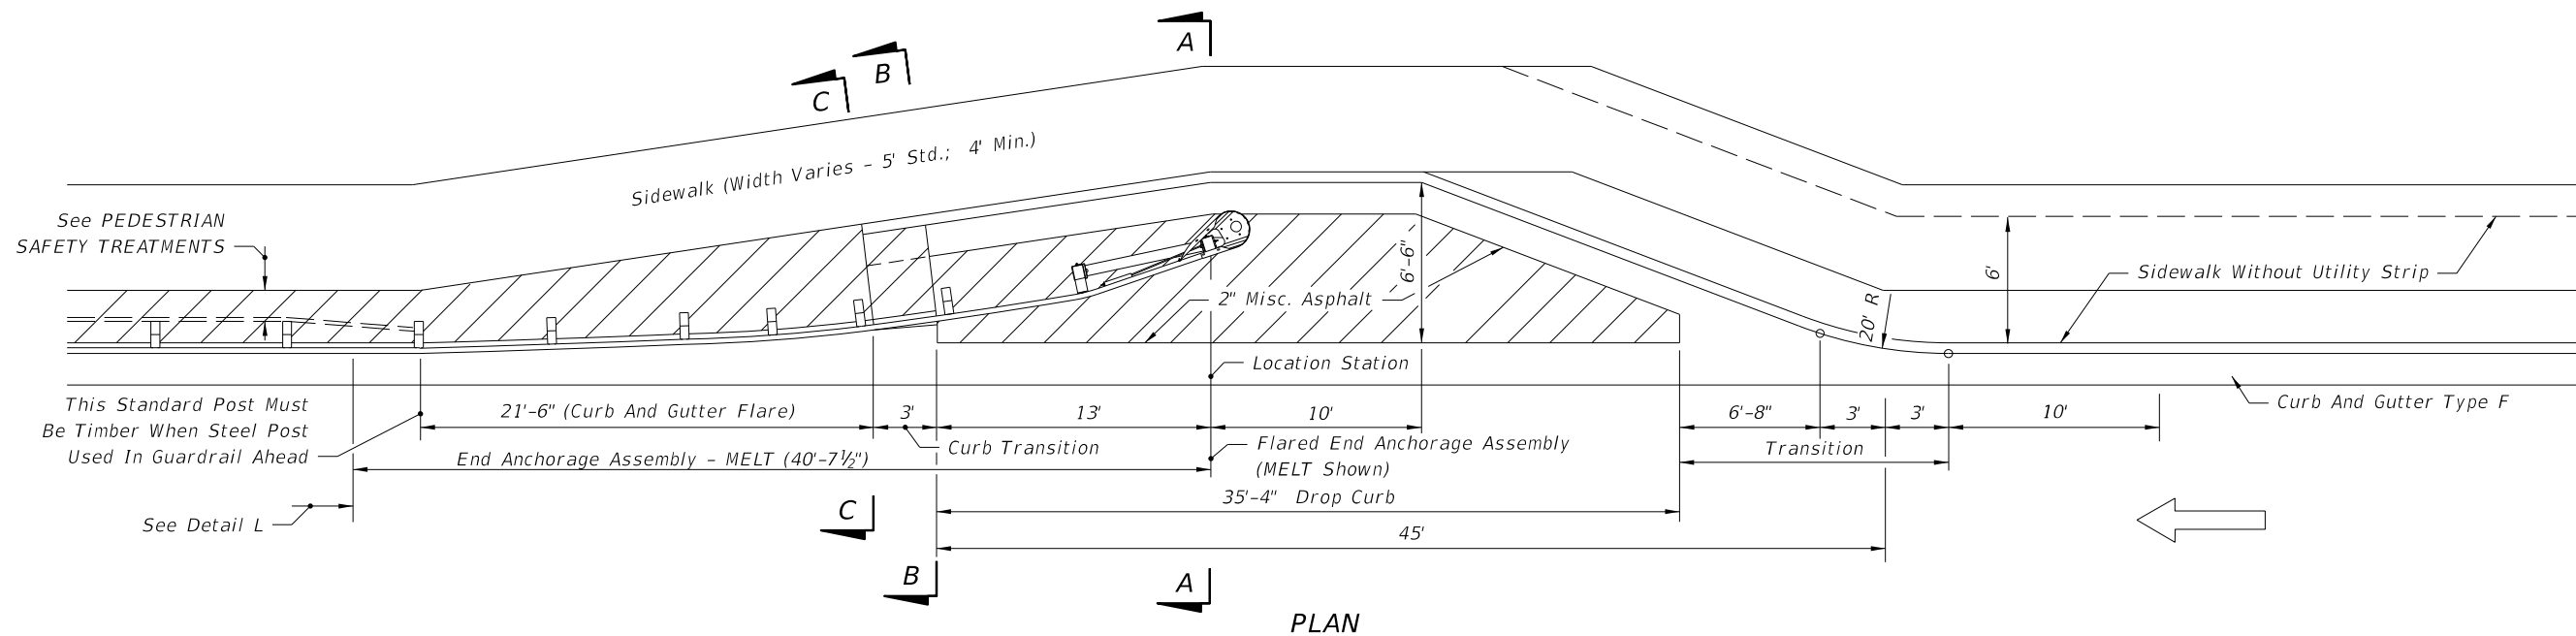 A
B
C
Sidewalk (Width Varies – 5' Std.; 4' Min.)
See PEDESTRIAN
SAFETY TREATMENTS
6'–6"
2" Misc. Asphalt
20' R
6'
Sidewalk Without Utility Strip
Location Station
This Standard Post Must
Be Timber When Steel Post
Used In Guardrail Ahead
21'–6" (Curb And Gutter Flare)
3'
13'
10'
6'–8"
3'
3'
10'
Curb And Gutter Type F
Curb Transition
Flared End Anchorage Assembly
(MELT Shown)
Transition
End Anchorage Assembly – MELT (40'–7½")
35'–4" Drop Curb
See Detail L
C
45'
B
A
PLAN